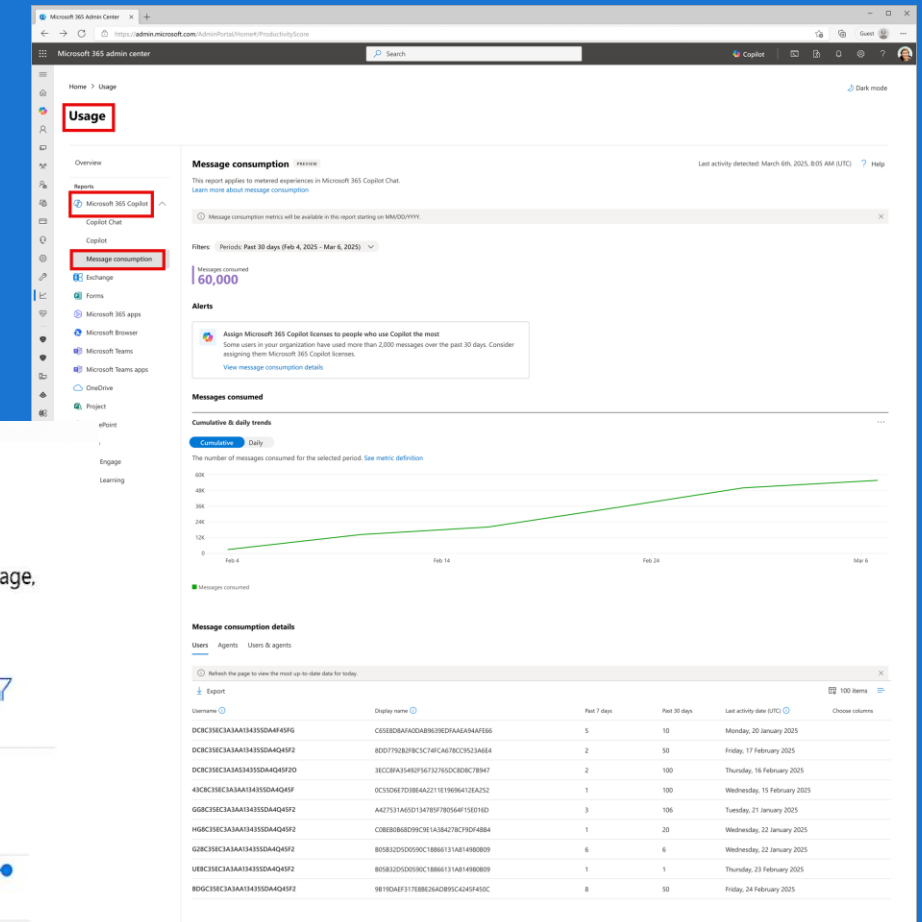 Microsoft 365 Admin Center
https://admin.microsoft.com/AdminPortal/Home#/ProductivityScore
Guest
Microsoft 365 admin center
Search
Copilot
Home > Usage
Dark mode
Usage
Overview
Reports
Microsoft 365 Copilot
Copilot Chat
Copilot
Message consumption
Exchange
Forms
Microsoft 365 apps
Microsoft Browser
Microsoft Teams
Microsoft Teams apps
OneDrive
Project
ePoint
Engage
Learning
age,
Message consumption PREVIEW
Last activity detected: March 6th, 2025, 8:05 AM (UTC) ? Help
This report applies to metered experiences in Microsoft 365 Copilot Chat.
Learn more about message consumption
Message consumption metrics will be available in this report starting on MM/DD/YYYY.
Filters: Periods: Past 30 days (Feb 4, 2025 - Mar 6, 2025)
Messages consumed
60,000
Alerts
Assign Microsoft 365 Copilot licenses to people who use Copilot the most
Some users in your organization have used more than 2,000 messages over the past 30 days. Consider
assigning them Microsoft 365 Copilot licenses.
View message consumption details
Messages consumed
Cumulative & daily trends
Cumulative Daily
The number of messages consumed for the selected period. See metric definition
60K
48K
36K
24K
12K
0
Feb 4 Feb 14 Feb 24 Mar 6
Messages consumed
Message consumption details
Users Agents Users & agents
Refresh the page to view the most up-to-date data for today.
Export 100 items
Username Display name Past 7 days Past 30 days Last activity date (UTC) Choose columns
DC8C35EC3A3AA13435SDA4F45FG C65E8D8AFA0DAB9639EDFAAEA94AFE66 5 10 Monday, 20 January 2025
DC8C35EC3A3AA13435SDA4Q45F2 8DD7792B2FBC5C74FCA678CC9523A6E4 2 50 Friday, 17 February 2025
DC8C35EC3A3A53435SDA4Q45F2O 3ECC8FA35492F56732765DC8D8C78947 2 100 Thursday, 16 February 2025
43C8C35EC3A3AA13435SDA4Q45F 0C55D6E7D38E4A2211E19696412EA252 1 100 Wednesday, 15 February 2025
GG8C35EC3A3AA13435SDA4Q45F2 A427531A65D134785F780564F15E016D 3 106 Tuesday, 21 January 2025
HG8C35EC3A3AA13435SDA4Q45F2 C0BEB0B68D99C9E1A3B4278CF9DF4BB4 1 20 Wednesday, 22 January 2025
G28C35EC3A3AA13435SDA4Q45F2 B05B32D5D0590C18866131A814980B09 6 6 Wednesday, 22 January 2025
UE8C35EC3A3AA13435SDA4Q45F2 B05B32D5D0590C18866131A814980B09 1 1 Thursday, 23 February 2025
8DGC35EC3A3AA13435SDA4Q45F2 9B19DAEF317E8BE26ADB95C4245F450C 8 50 Friday, 24 February 2025